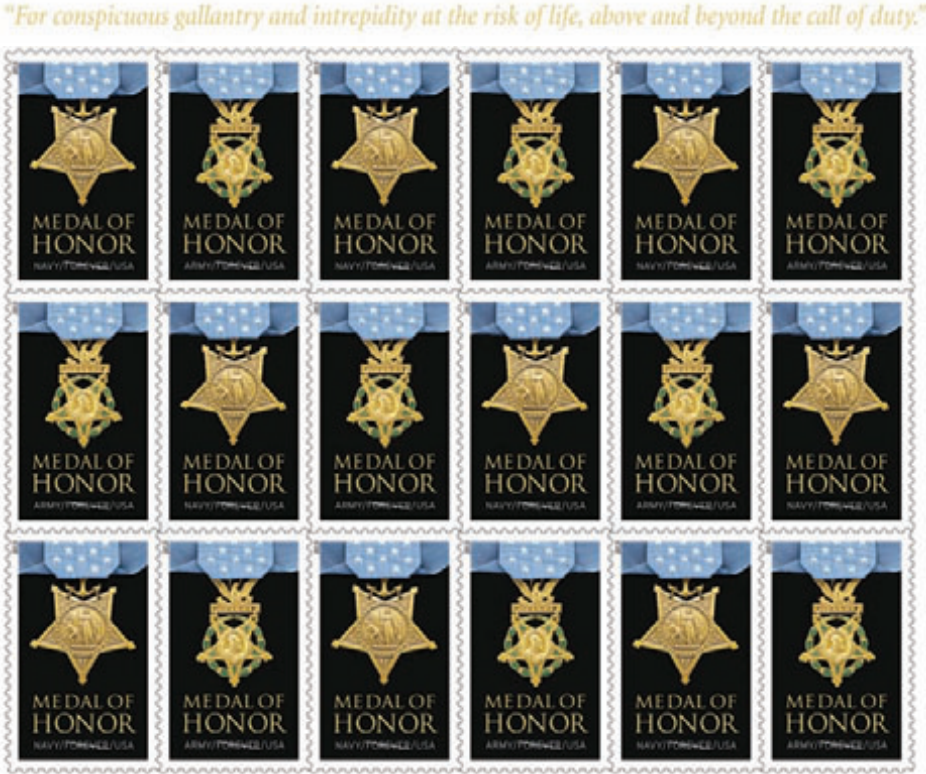 "For conspicuous gallantry and intrepidity at the risk of life, above and beyond the call of duty."
MEDAL OF MEDAL OF MEDAL OF MEDAL OF MEDAL OF MEDAL OF
HONOR HONOR HONOR HONOR HONOR HONOR
NAVY/FOREVER/USA ARMY/FOREVER/USA NAVY/FOREVER/USA ARMY/FOREVER/USA NAVY/FOREVER/USA ARMY/FOREVER/USA
MEDAL OF MEDAL OF MEDAL OF MEDAL OF MEDAL OF MEDAL OF
HONOR HONOR HONOR HONOR HONOR HONOR
ARMY/FOREVER/USA NAVY/FOREVER/USA ARMY/FOREVER/USA NAVY/FOREVER/USA ARMY/FOREVER/USA NAVY/FOREVER/USA
MEDAL OF MEDAL OF MEDAL OF MEDAL OF MEDAL OF MEDAL OF
HONOR HONOR HONOR HONOR HONOR HONOR
NAVY/FOREVER/USA ARMY/FOREVER/USA NAVY/FOREVER/USA ARMY/FOREVER/USA NAVY/FOREVER/USA ARMY/FOREVER/USA